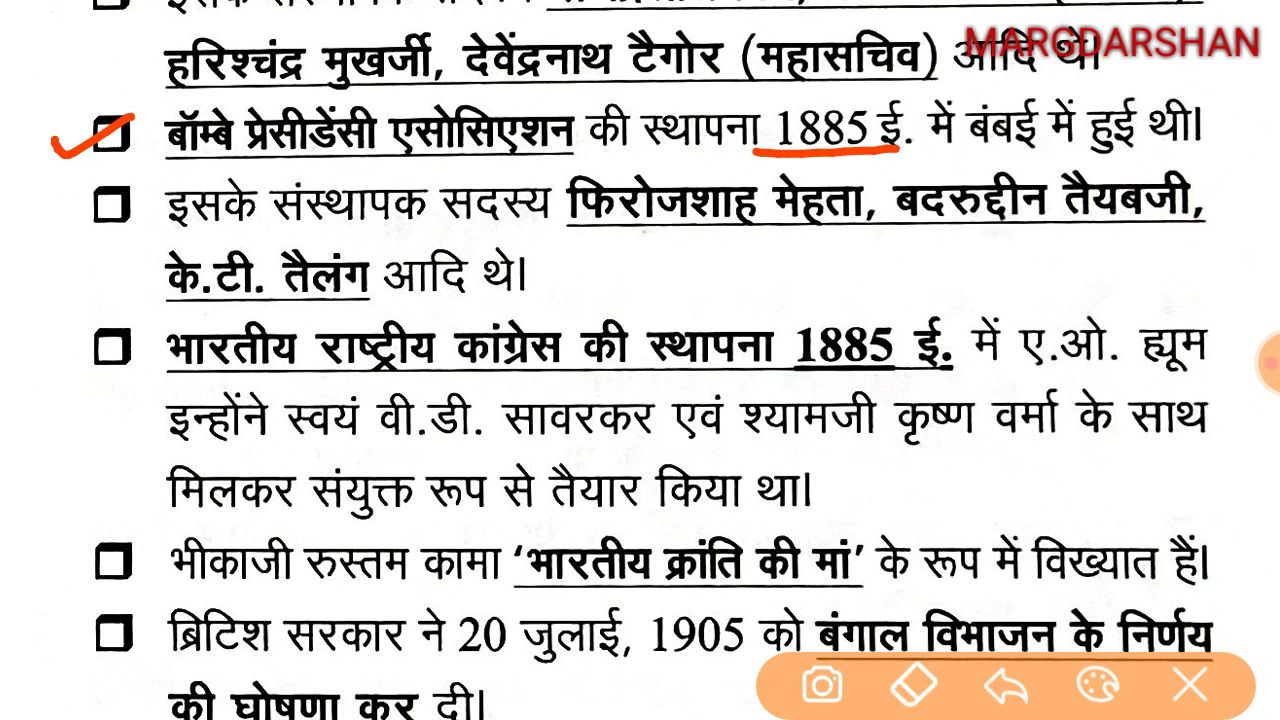 MARGDARSHAN
हरिश्चंद्र मुखर्जी, देवेंद्रनाथ टैगोर (महासचिव) आदि थे।
बॉम्बे प्रेसीडेंसी एसोसिएशन की स्थापना 1885 ई. में बंबई में हुई थी।
इसके संस्थापक सदस्य फिरोजशाह मेहता, बदरुद्दीन तैयबजी,
के.टी. तैलंग आदि थे।
भारतीय राष्ट्रीय कांग्रेस की स्थापना 1885 ई. में ए.ओ. ह्यूम
इन्होंने स्वयं वी.डी. सावरकर एवं श्यामजी कृष्ण वर्मा के साथ
मिलकर संयुक्त रूप से तैयार किया था।
भीकाजी रुस्तम कामा ‘भारतीय क्रांति की मां’ के रूप में विख्यात हैं।
ब्रिटिश सरकार ने 20 जुलाई, 1905 को बंगाल विभाजन के निर्णय
की घोषणा कर दी।